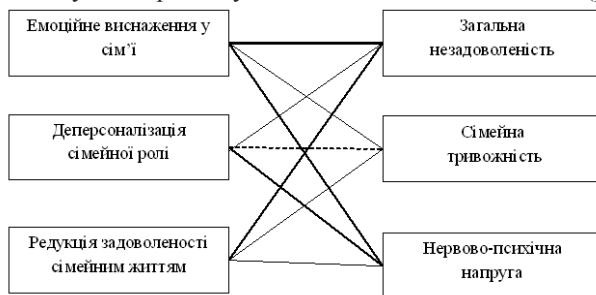 Емоційне виснаження у
сім’ї
Загальна
незадоволеність
Деперсоналізація
сімейної ролі
Сімейна
тривожність
Редукція задоволеності
сімейним життям
Нервово-психічна
напруга